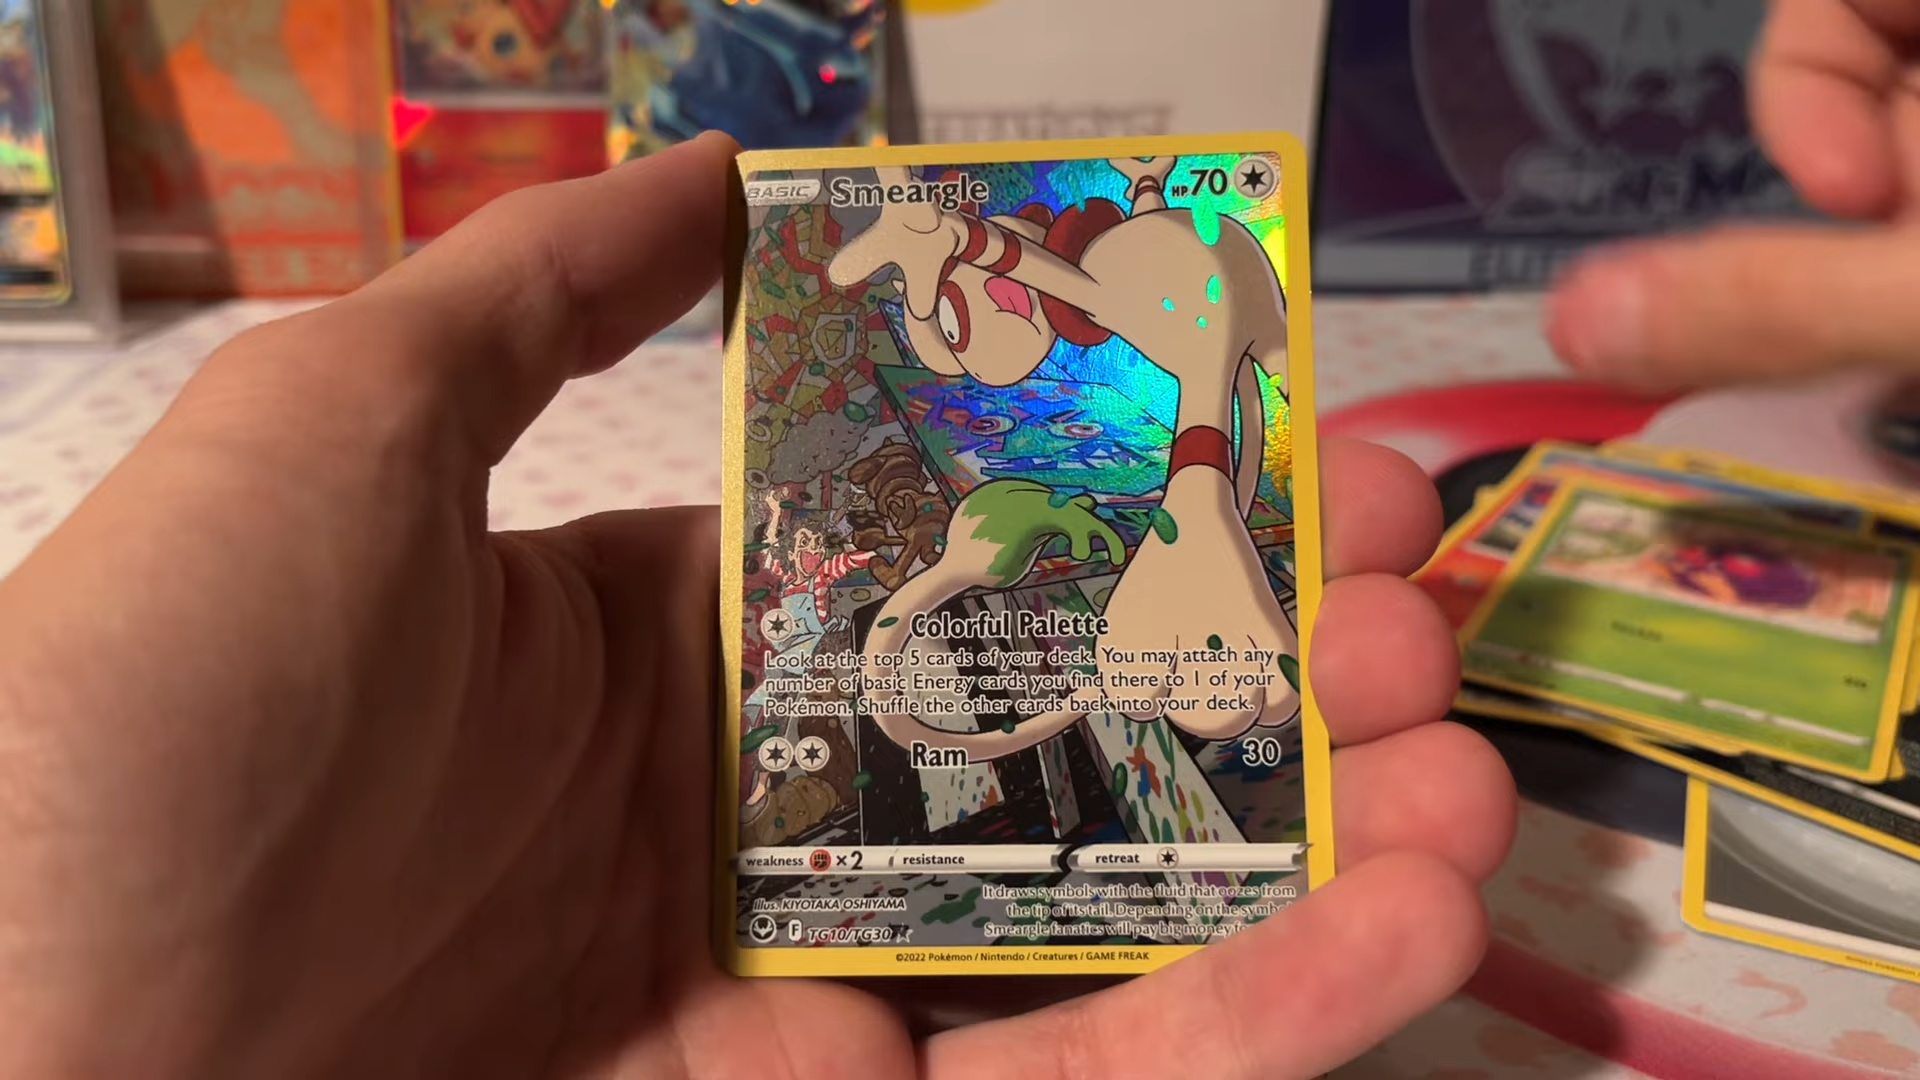 BASIC Smeargle HP 70
Colorful Palette
Look at the top 5 cards of your deck. You may attach any
number of basic Energy cards you find there to 1 of your
Pokémon. Shuffle the other cards back into your deck.
Ram 30
weakness ×2 resistance retreat
Illus. KIYOTAKA OSHIYAMA
It draws symbols with the fluid that oozes from
the tip of its tail. Depending on the
Smeargle fanatics will pay big money
F TG10/TG30
©2022 Pokémon / Nintendo / Creatures / GAME FREAK